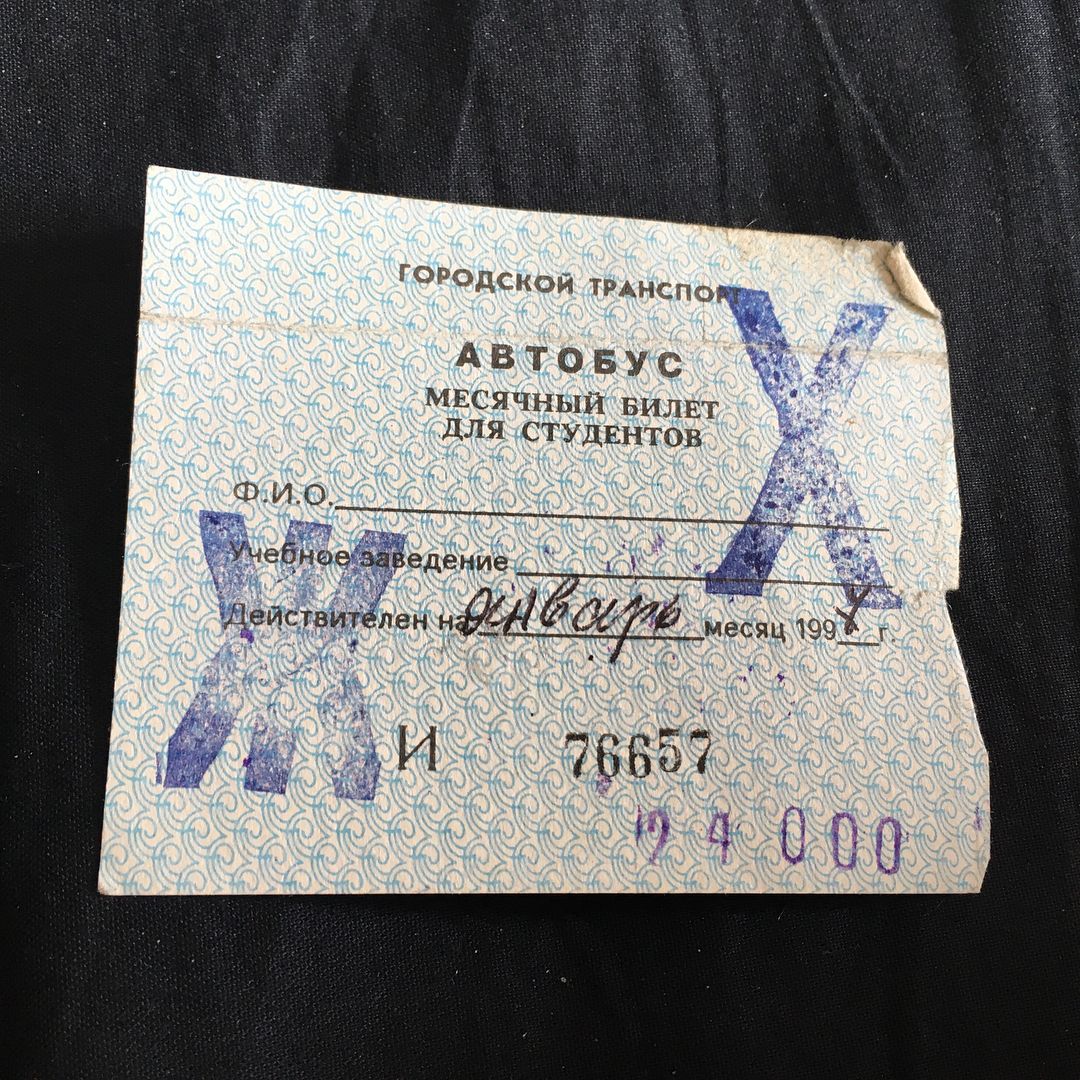 ГОРОДСКОЙ ТРАНСПОРТ
Х
АВТОБУС
МЕСЯЧНЫЙ БИЛЕТ
ДЛЯ СТУДЕНТОВ
Ф.И.О.
Учебное заведение
Действителен на январь месяц 199 г.
Ж
И 76657
24 000